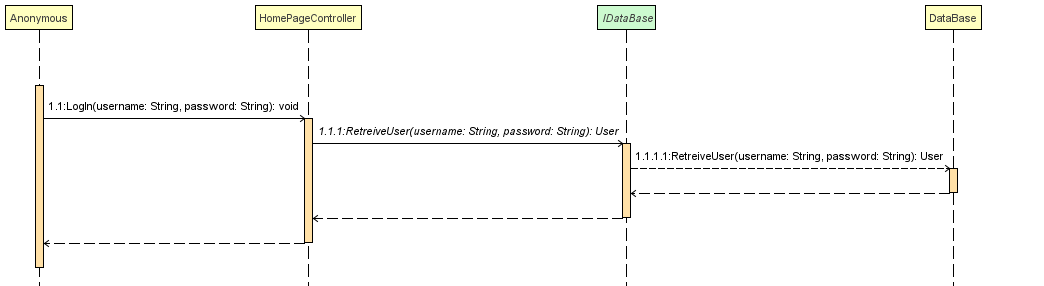 Anonymous
HomePageController
IDataBase
DataBase
1.1:LogIn(username: String, password: String): void
1.1.1:RetreiveUser(username: String, password: String): User
1.1.1.1:RetreiveUser(username: String, password: String): User